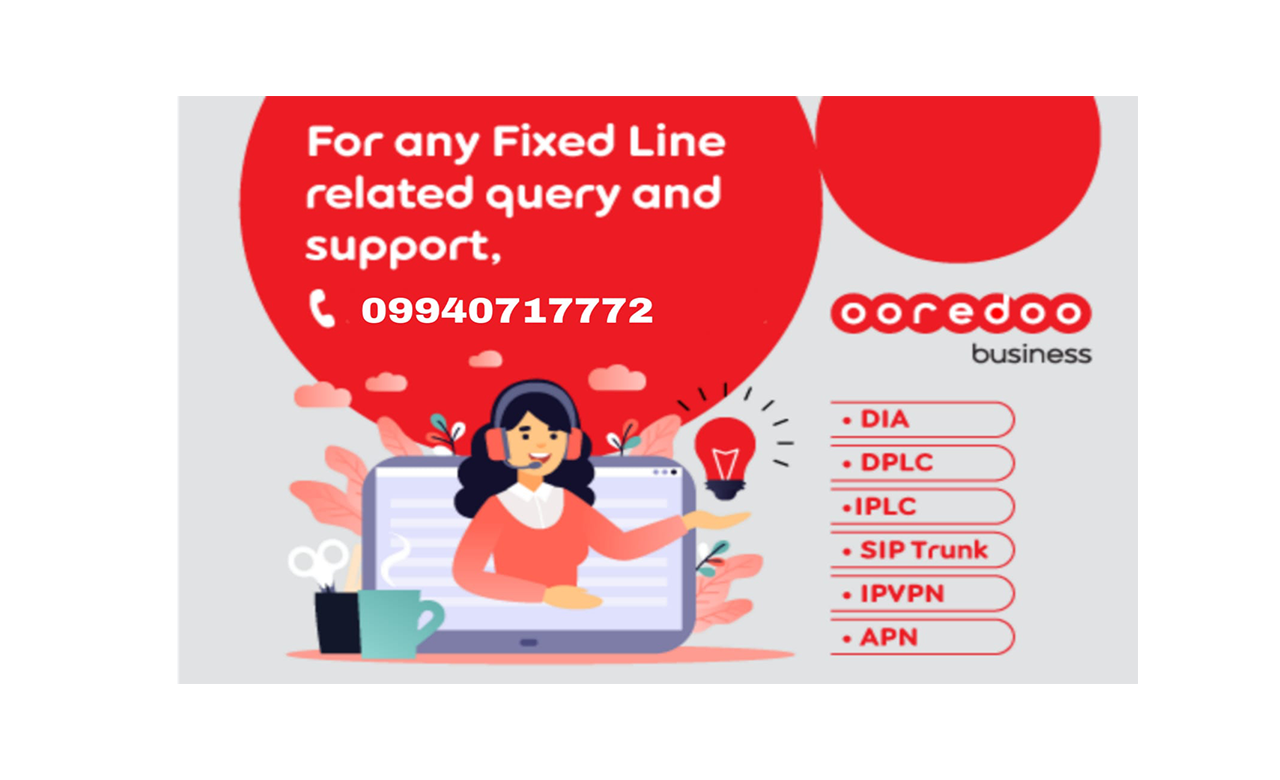 For any Fixed Line
related query and
support,
09940717772
ooredoo
business
• DIA
• DPLC
•IPLC
• SIP Trunk
• IPVPN
• APN